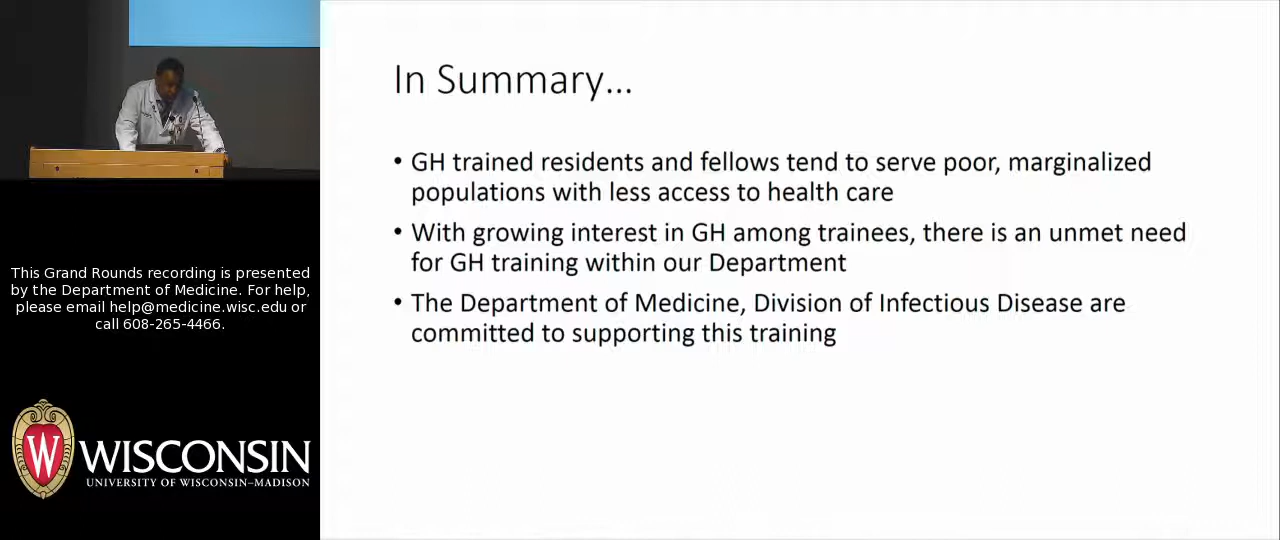 In Summary...
• GH trained residents and fellows tend to serve poor, marginalized
populations with less access to health care
• With growing interest in GH among trainees, there is an unmet need
for GH training within our Department
• The Department of Medicine, Division of Infectious Disease are
committed to supporting this training
This Grand Rounds recording is presented
by the Department of Medicine. For help,
please email help@medicine.wisc.edu or
call 608-265-4466.
W
WISCONSIN
UNIVERSITY OF WISCONSIN–MADISON